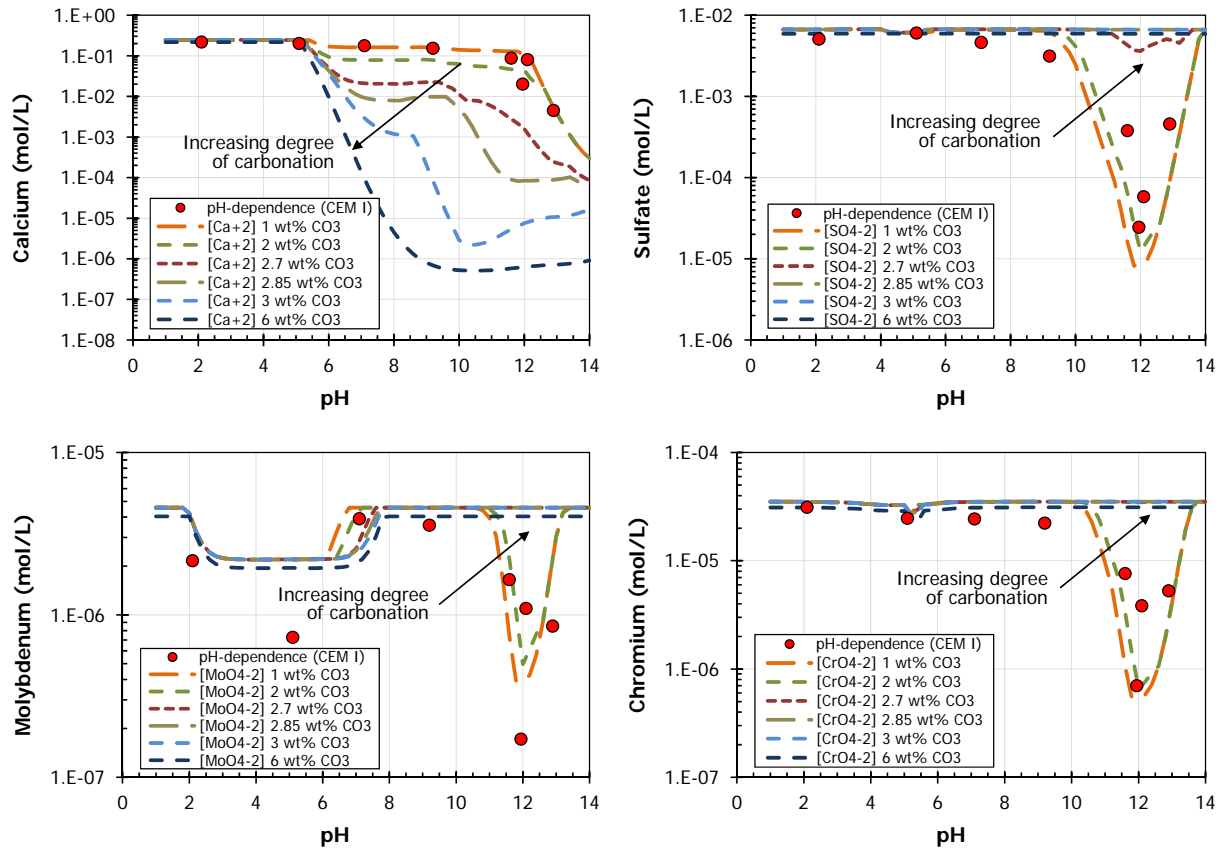 Calcium (mol/L)
1.E+00
1.E-01
1.E-02
1.E-03
1.E-04
1.E-05
1.E-06
1.E-07
1.E-08
Increasing degree
of carbonation
pH-dependence (CEM I)
[Ca+2] 1 wt% CO3
[Ca+2] 2 wt% CO3
[Ca+2] 2.7 wt% CO3
[Ca+2] 2.85 wt% CO3
[Ca+2] 3 wt% CO3
[Ca+2] 6 wt% CO3
0 2 4 6 8 10 12 14
pH
Sulfate (mol/L)
1.E-02
1.E-03
1.E-04
1.E-05
1.E-06
Increasing degree
of carbonation
pH-dependence (CEM I)
[SO4-2] 1 wt% CO3
[SO4-2] 2 wt% CO3
[SO4-2] 2.7 wt% CO3
[SO4-2] 2.85 wt% CO3
[SO4-2] 3 wt% CO3
[SO4-2] 6 wt% CO3
0 2 4 6 8 10 12 14
pH
Molybdenum (mol/L)
1.E-05
1.E-06
1.E-07
Increasing degree
of carbonation
pH-dependence (CEM I)
[MoO4-2] 1 wt% CO3
[MoO4-2] 2 wt% CO3
[MoO4-2] 2.7 wt% CO3
[MoO4-2] 2.85 wt% CO3
[MoO4-2] 3 wt% CO3
[MoO4-2] 6 wt% CO3
0 2 4 6 8 10 12 14
pH
Chromium (mol/L)
1.E-04
1.E-05
1.E-06
1.E-07
Increasing degree
of carbonation
pH-dependence (CEM I)
[CrO4-2] 1 wt% CO3
[CrO4-2] 2 wt% CO3
[CrO4-2] 2.7 wt% CO3
[CrO4-2] 2.85 wt% CO3
[CrO4-2] 3 wt% CO3
[CrO4-2] 6 wt% CO3
0 2 4 6 8 10 12 14
pH